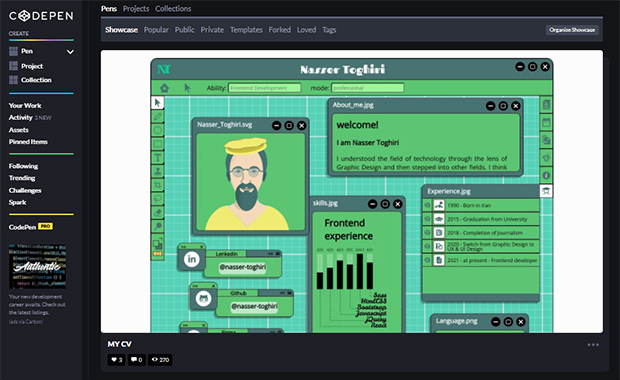 CODEPEN
CREATE
Pen
Project
Collection
Your Work
Activity 3 NEW
Assets
Pinned Items
Following
Trending
Challenges
Spark
CodePen PRO
Authentic
Your new development
career awaits. Check out
the latest listings.
(ads via Carbon)
Pens Projects Collections
Showcase Popular Public Private Templates Forked Loved Tags
Organize Showcase
NT
Nasser Toghiri
Ability: Frontend Development mode: professional
Nasser_Toghiri.svg
About_me.jpg
welcome!
I am Nasser Toghiri
I understood the field of technology through the lens of
Graphic Design and then stepped into other fields. I think
skills.jpg
Frontend
experience
Sass
Html,CSS
Bootstrap
Javascript
jQuery
React
Experience.jpg
1990 - Born in Iran
2015 - Graduation from University
2018 - Completion of journalism
2020 - Switch from Graphic Design to
UX & UI Design
2021 - at present - Frontend developer
Linkedin
@nasser-toghiri
Github
@nasser-toghiri
Language.png
MY CV
3 0 270